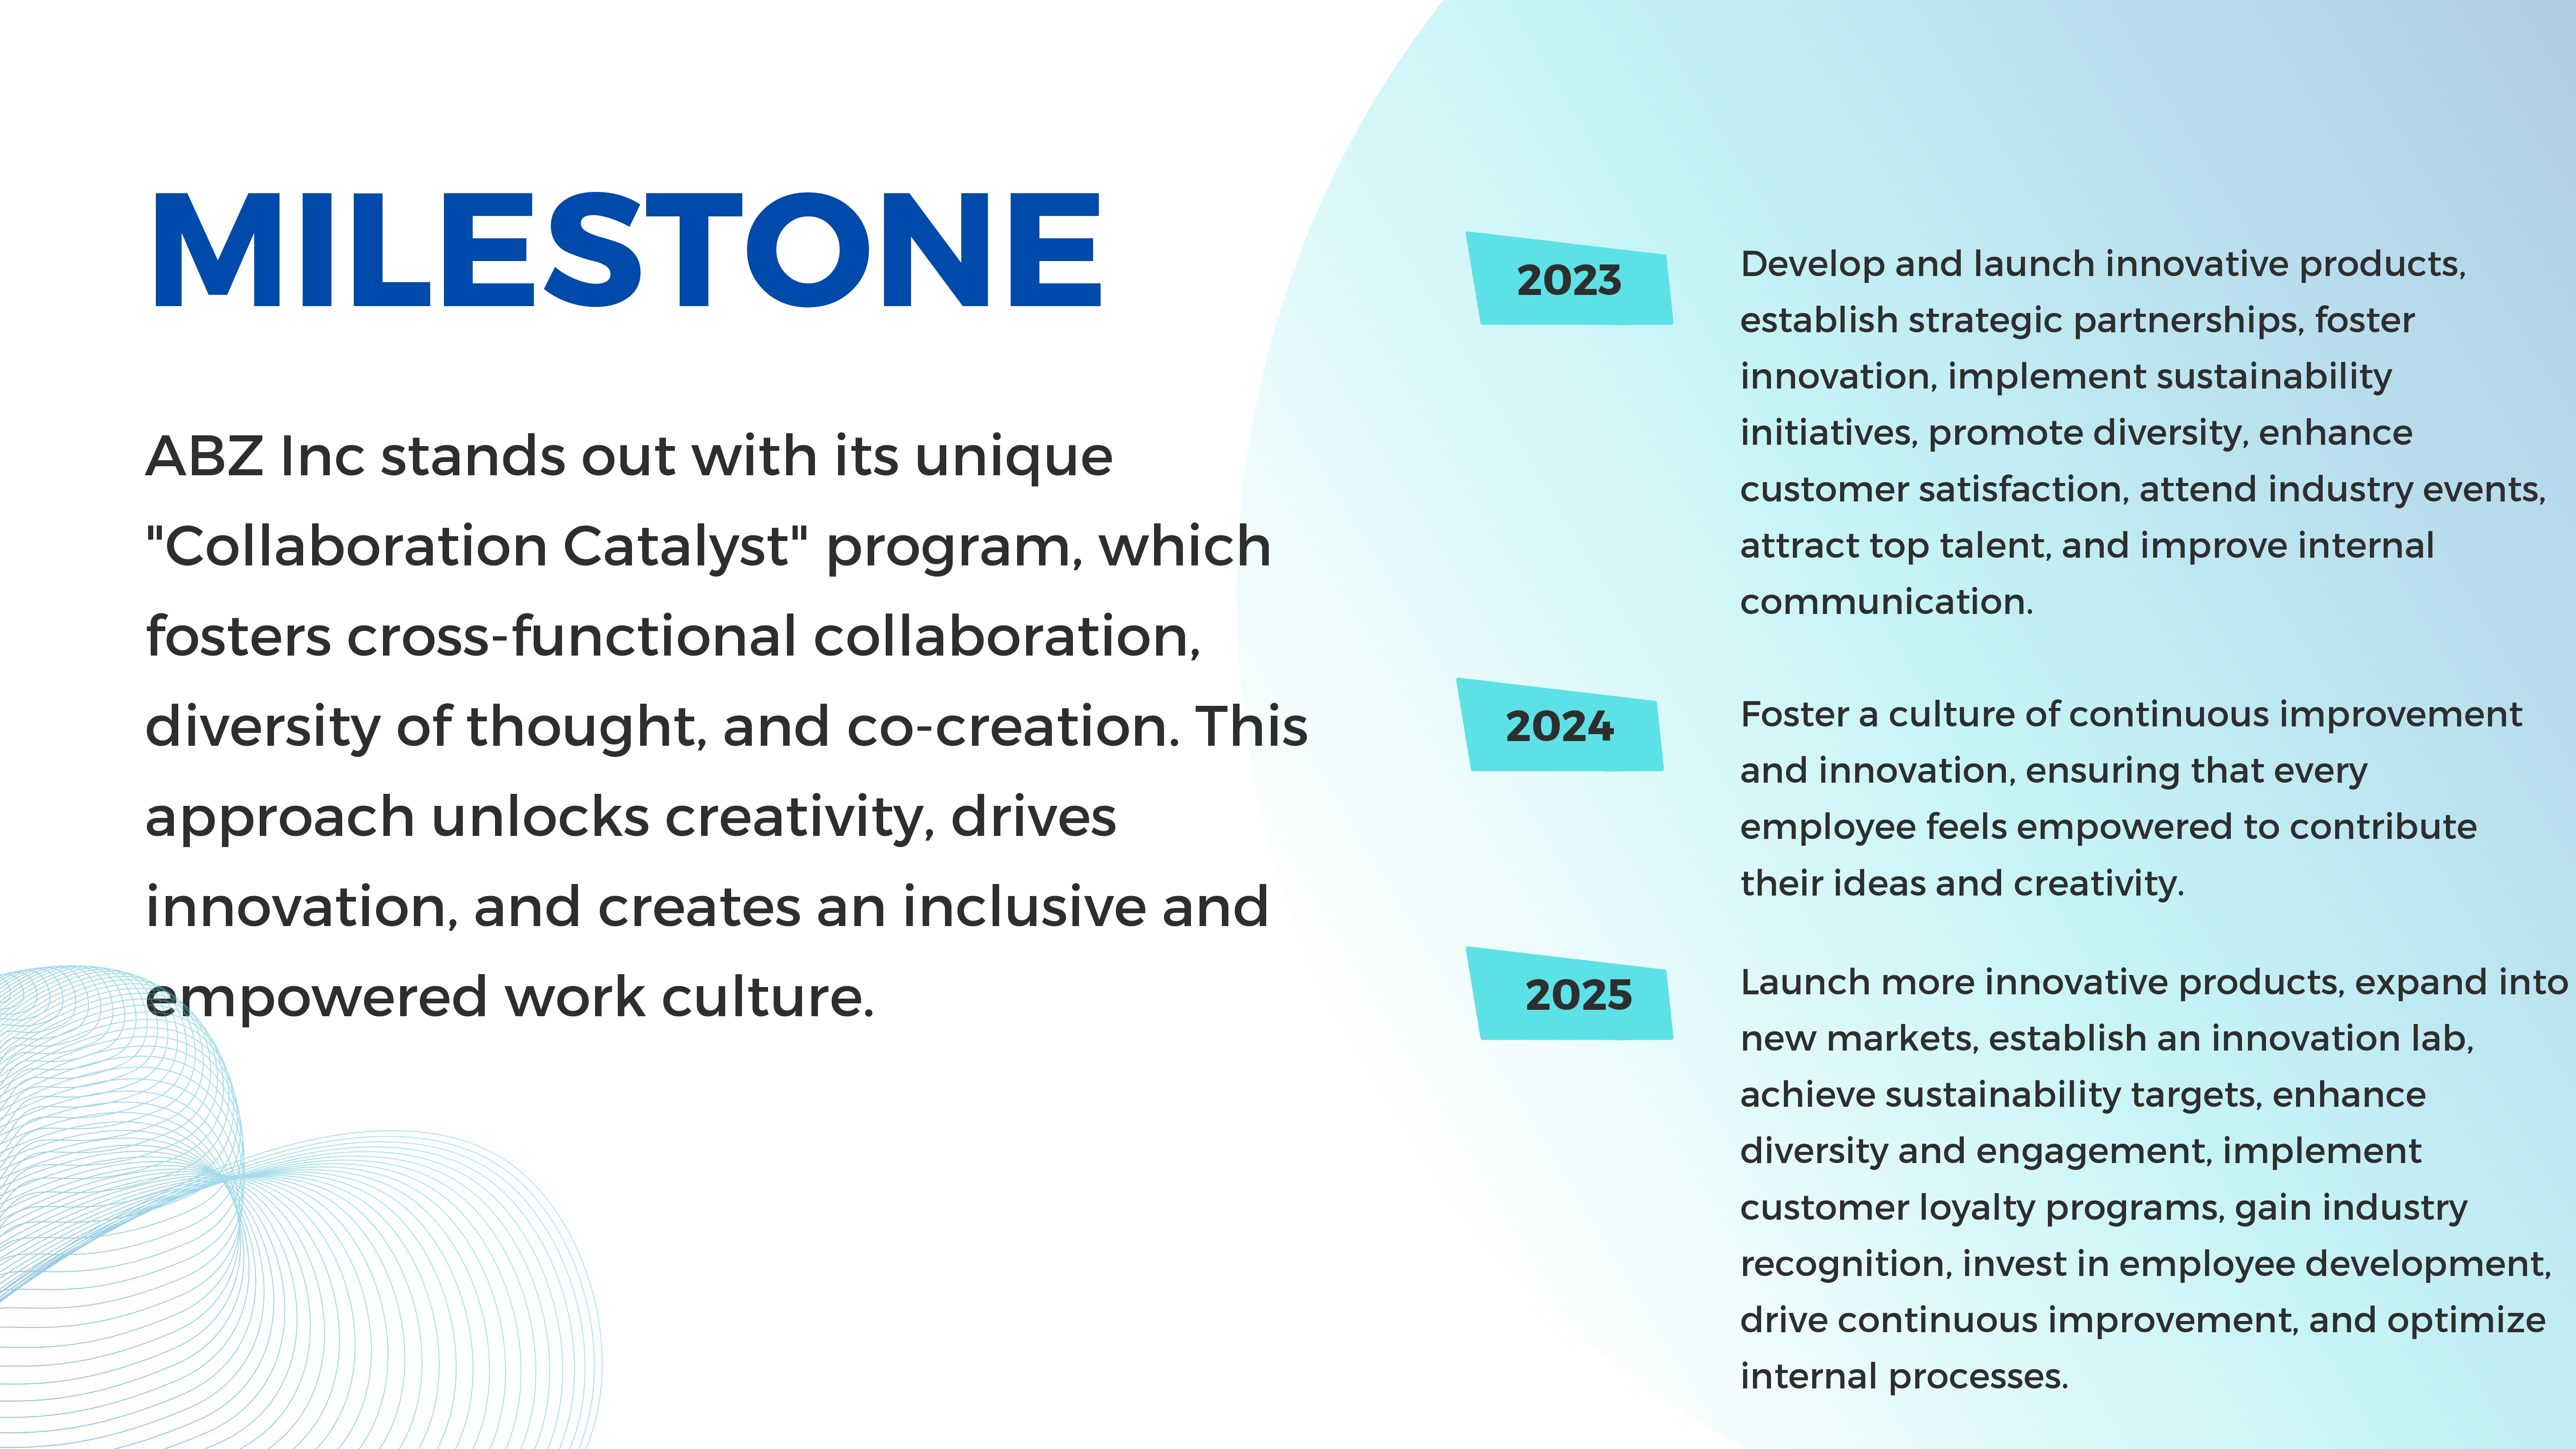 MILESTONE
ABZ Inc stands out with its unique
"Collaboration Catalyst" program, which
fosters cross-functional collaboration,
diversity of thought, and co-creation. This
approach unlocks creativity, drives
innovation, and creates an inclusive and
empowered work culture.
2023
Develop and launch innovative products,
establish strategic partnerships, foster
innovation, implement sustainability
initiatives, promote diversity, enhance
customer satisfaction, attend industry events,
attract top talent, and improve internal
communication.
2024
Foster a culture of continuous improvement
and innovation, ensuring that every
employee feels empowered to contribute
their ideas and creativity.
2025
Launch more innovative products, expand into
new markets, establish an innovation lab,
achieve sustainability targets, enhance
diversity and engagement, implement
customer loyalty programs, gain industry
recognition, invest in employee development,
drive continuous improvement, and optimize
internal processes.